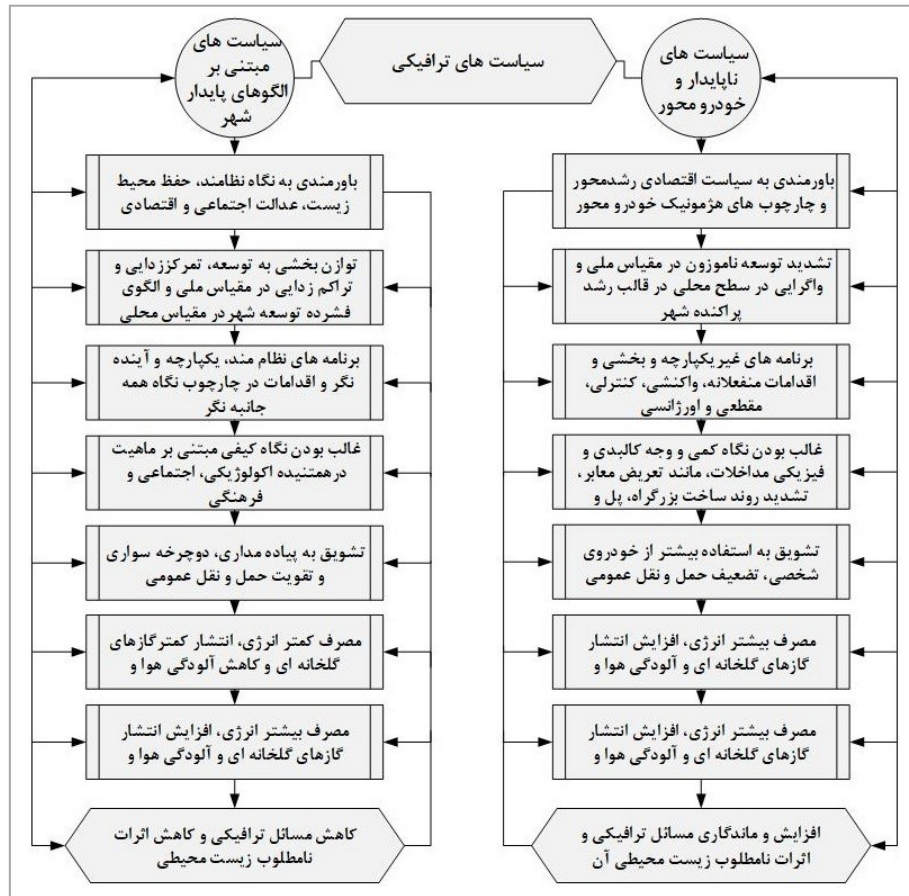 سیاست های ترافیکی
سیاست های
ناپایدار و
خودرو محور
باورمندی به سیاست اقتصادی رشدمحور
و چارچوب های هژمونیک خودرو محور
تشدید توسعه ناموزون در مقیاس ملی و
واگرایی در سطح محلی در قالب رشد
پراکنده شهر
برنامه های غیر یکپارچه و بخشی و
اقدامات منفعلانه، واکنشی، کنترلی،
مقطعی و اورژانسی
غالب بودن نگاه کمی و وجه کالبدی و
فیزیکی مداخلات، مانند تعریض معابر،
تشدید روند ساخت بزرگراه، پل و
تشویق به استفاده بیشتر از خودروی
شخصی، تضعیف حمل و نقل عمومی
مصرف بیشتر انرژی، افزایش انتشار
گازهای گلخانه ای و آلودگی هوا و
مصرف بیشتر انرژی، افزایش انتشار
گازهای گلخانه ای و آلودگی هوا و
افزایش و ماندگاری مسائل ترافیکی و
اثرات نامطلوب زیست محیطی آن
سیاست های
مبتنی بر
الگوهای پایدار
شهر
باورمندی به نگاه نظامند، حفظ محیط
زیست، عدالت اجتماعی و اقتصادی
توازن بخشی به توسعه، تمرکززدایی و
تراکم زدایی در مقیاس ملی و الگوی
فشرده توسعه شهر در مقیاس محلی
برنامه های نظام مند، یکپارچه و آینده
نگر و اقدامات در چارچوب نگاه همه
جانبه نگر
غالب بودن نگاه کیفی مبتنی بر ماهیت
درهمتنیده اکولوژیکی، اجتماعی و
فرهنگی
تشویق به پیاده مداری، دوچرخه سواری
و تقویت حمل و نقل عمومی
مصرف کمتر انرژی، انتشار کمتر گازهای
گلخانه ای و کاهش آلودگی هوا و
مصرف بیشتر انرژی، افزایش انتشار
گازهای گلخانه ای و آلودگی هوا و
کاهش مسائل ترافیکی و کاهش اثرات
نامطلوب زیست محیطی